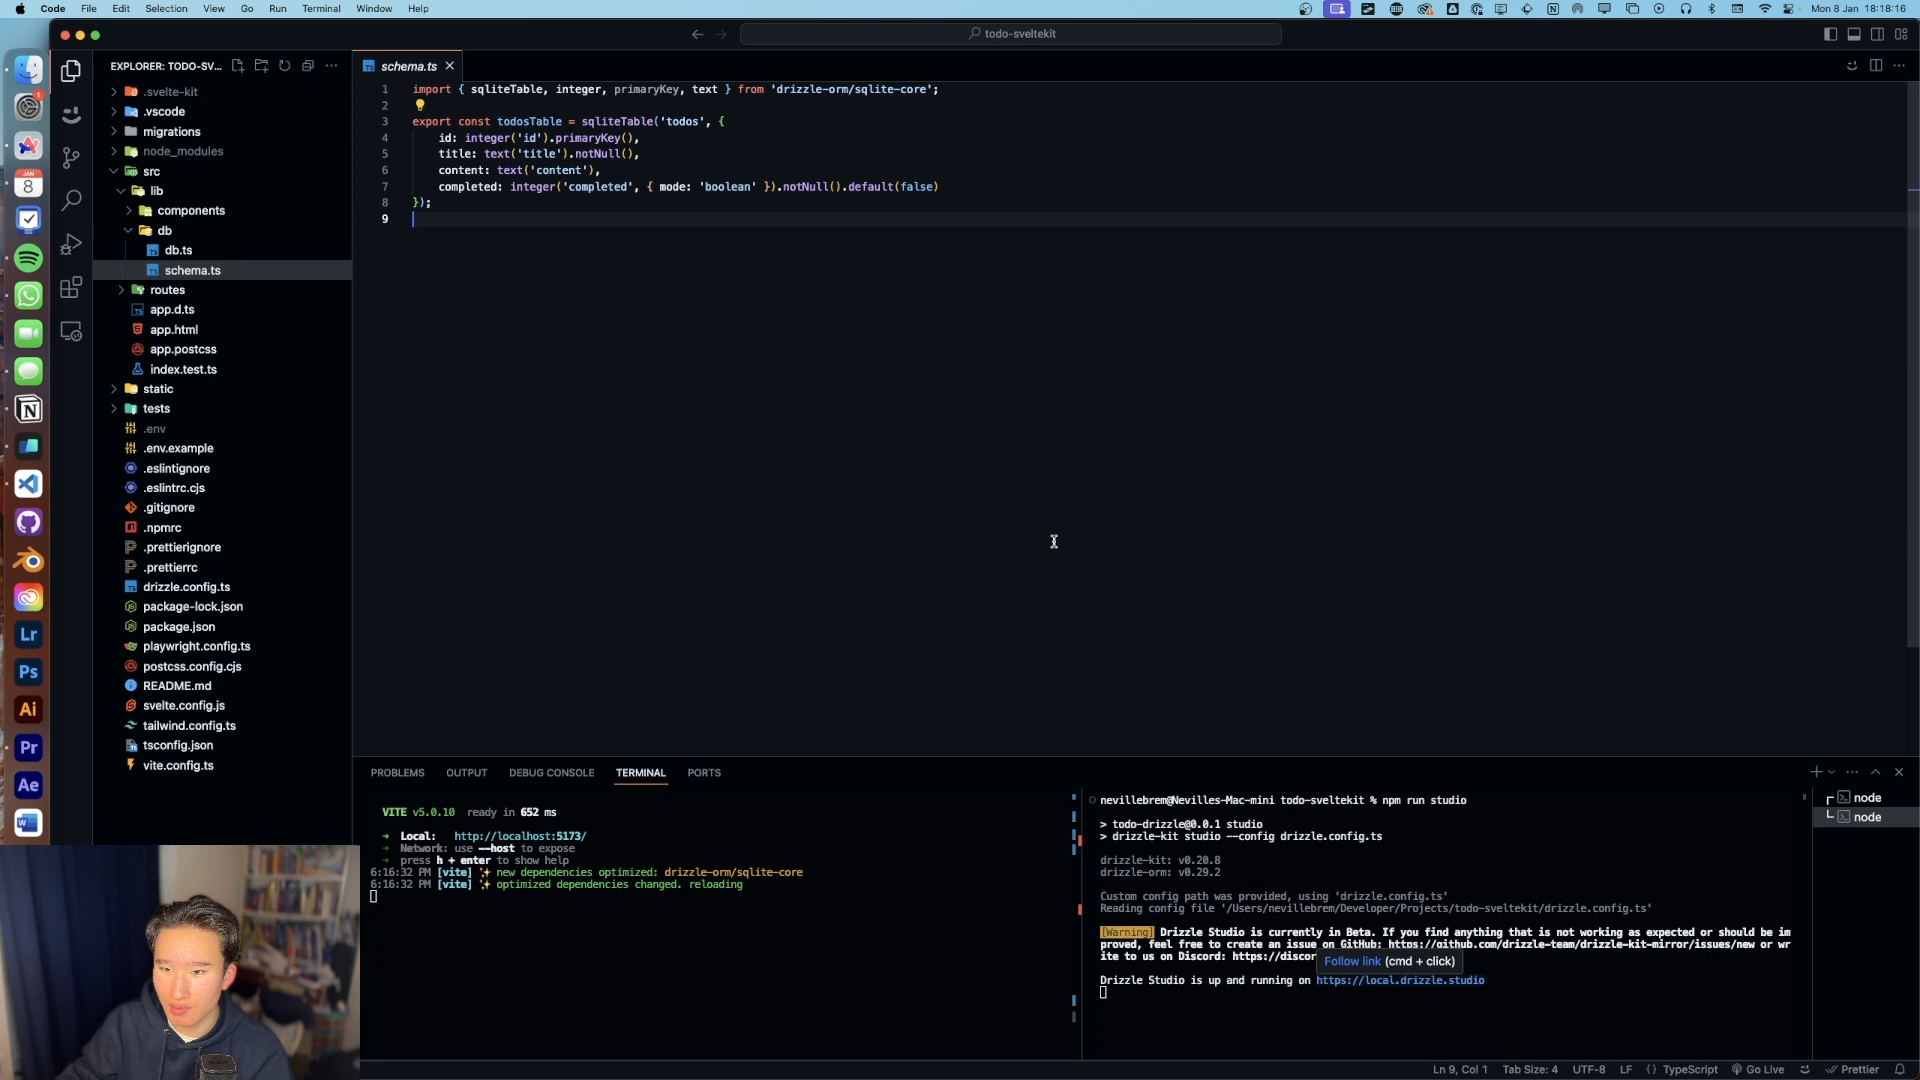 Code File Edit Selection View Go Run Terminal Window Help
Mon 8 Jan 18:18:16
todo-sveltekit
EXPLORER: TODO-SV...
schema.ts
.svelte-kit
.vscode
migrations
node_modules
src
lib
components
db
db.ts
schema.ts
routes
app.d.ts
app.html
app.postcss
index.test.ts
static
tests
.env
.env.example
.eslintignore
.eslintrc.cjs
.gitignore
.npmrc
.prettierignore
.prettierrc
drizzle.config.ts
package-lock.json
package.json
playwright.config.ts
postcss.config.cjs
README.md
svelte.config.js
tailwind.config.ts
tsconfig.json
vite.config.ts
1 import { sqliteTable, integer, primaryKey, text } from 'drizzle-orm/sqlite-core';
2
3 export const todosTable = sqliteTable('todos', {
4 id: integer('id').primaryKey(),
5 title: text('title').notNull(),
6 content: text('content'),
7 completed: integer('completed', { mode: 'boolean' }).notNull().default(false)
8 });
9
PROBLEMS OUTPUT DEBUG CONSOLE TERMINAL PORTS
VITE v5.0.10 ready in 652 ms
➜ Local: http://localhost:5173/
➜ Network: use --host to expose
➜ press h + enter to show help
6:16:32 PM [vite] ✨ new dependencies optimized: drizzle-orm/sqlite-core
6:16:32 PM [vite] ✨ optimized dependencies changed. reloading
nevillebrem@Nevilles-Mac-mini todo-sveltekit % npm run studio
> todo-drizzle@0.0.1 studio
> drizzle-kit studio --config drizzle.config.ts
drizzle-kit: v0.20.8
drizzle-orm: v0.29.2
Custom config path was provided, using 'drizzle.config.ts'
Reading config file '/Users/nevillebrem/Developer/Projects/todo-sveltekit/drizzle.config.ts'
[Warning] Drizzle Studio is currently in Beta. If you find anything that is not working as expected or should be im
proved, feel free to create an issue on GitHub: https://github.com/drizzle-team/drizzle-kit-mirror/issues/new or wr
ite to us on Discord: https://discor
Follow link (cmd + click)
Drizzle Studio is up and running on https://local.drizzle.studio
node
node
JAN
8
1
Lr
Ps
Ai
Pr
Ae
W
Ln 9, Col 1 Tab Size: 4 UTF-8 LF {} TypeScript Go Live Prettier